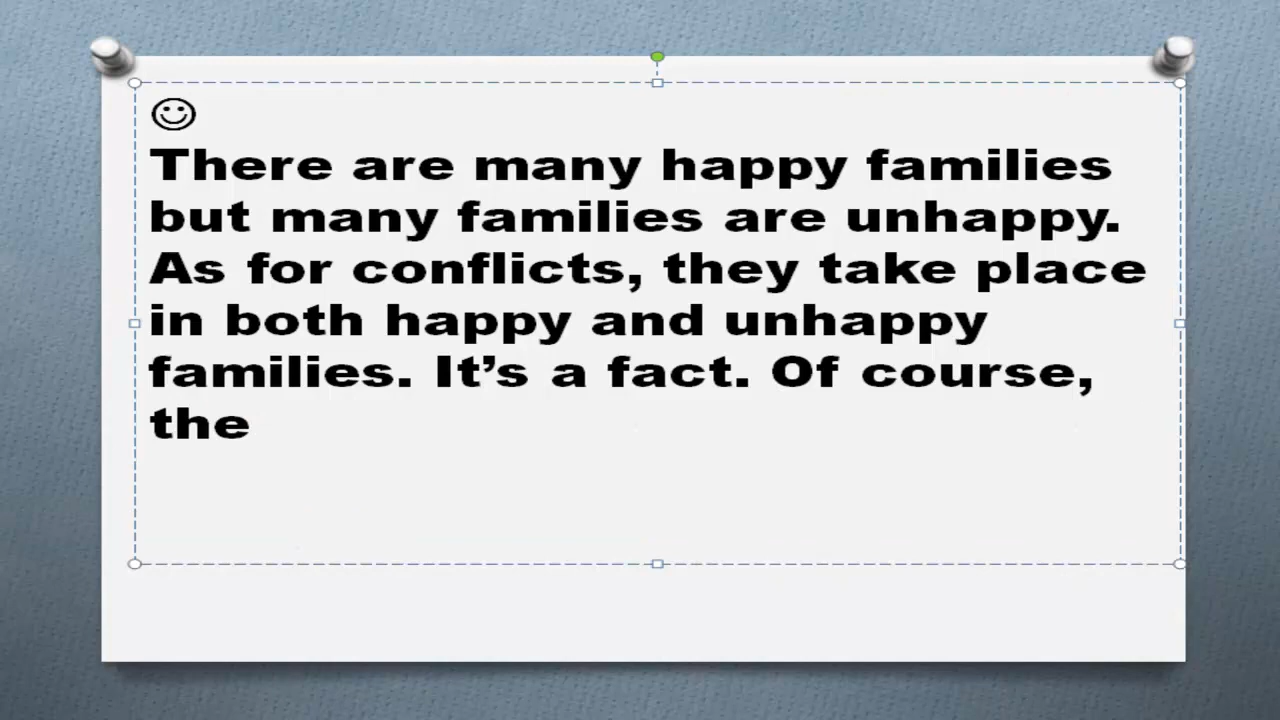 ☺
There are many happy families
but many families are unhappy.
As for conflicts, they take place
in both happy and unhappy
families. It’s a fact. Of course,
the